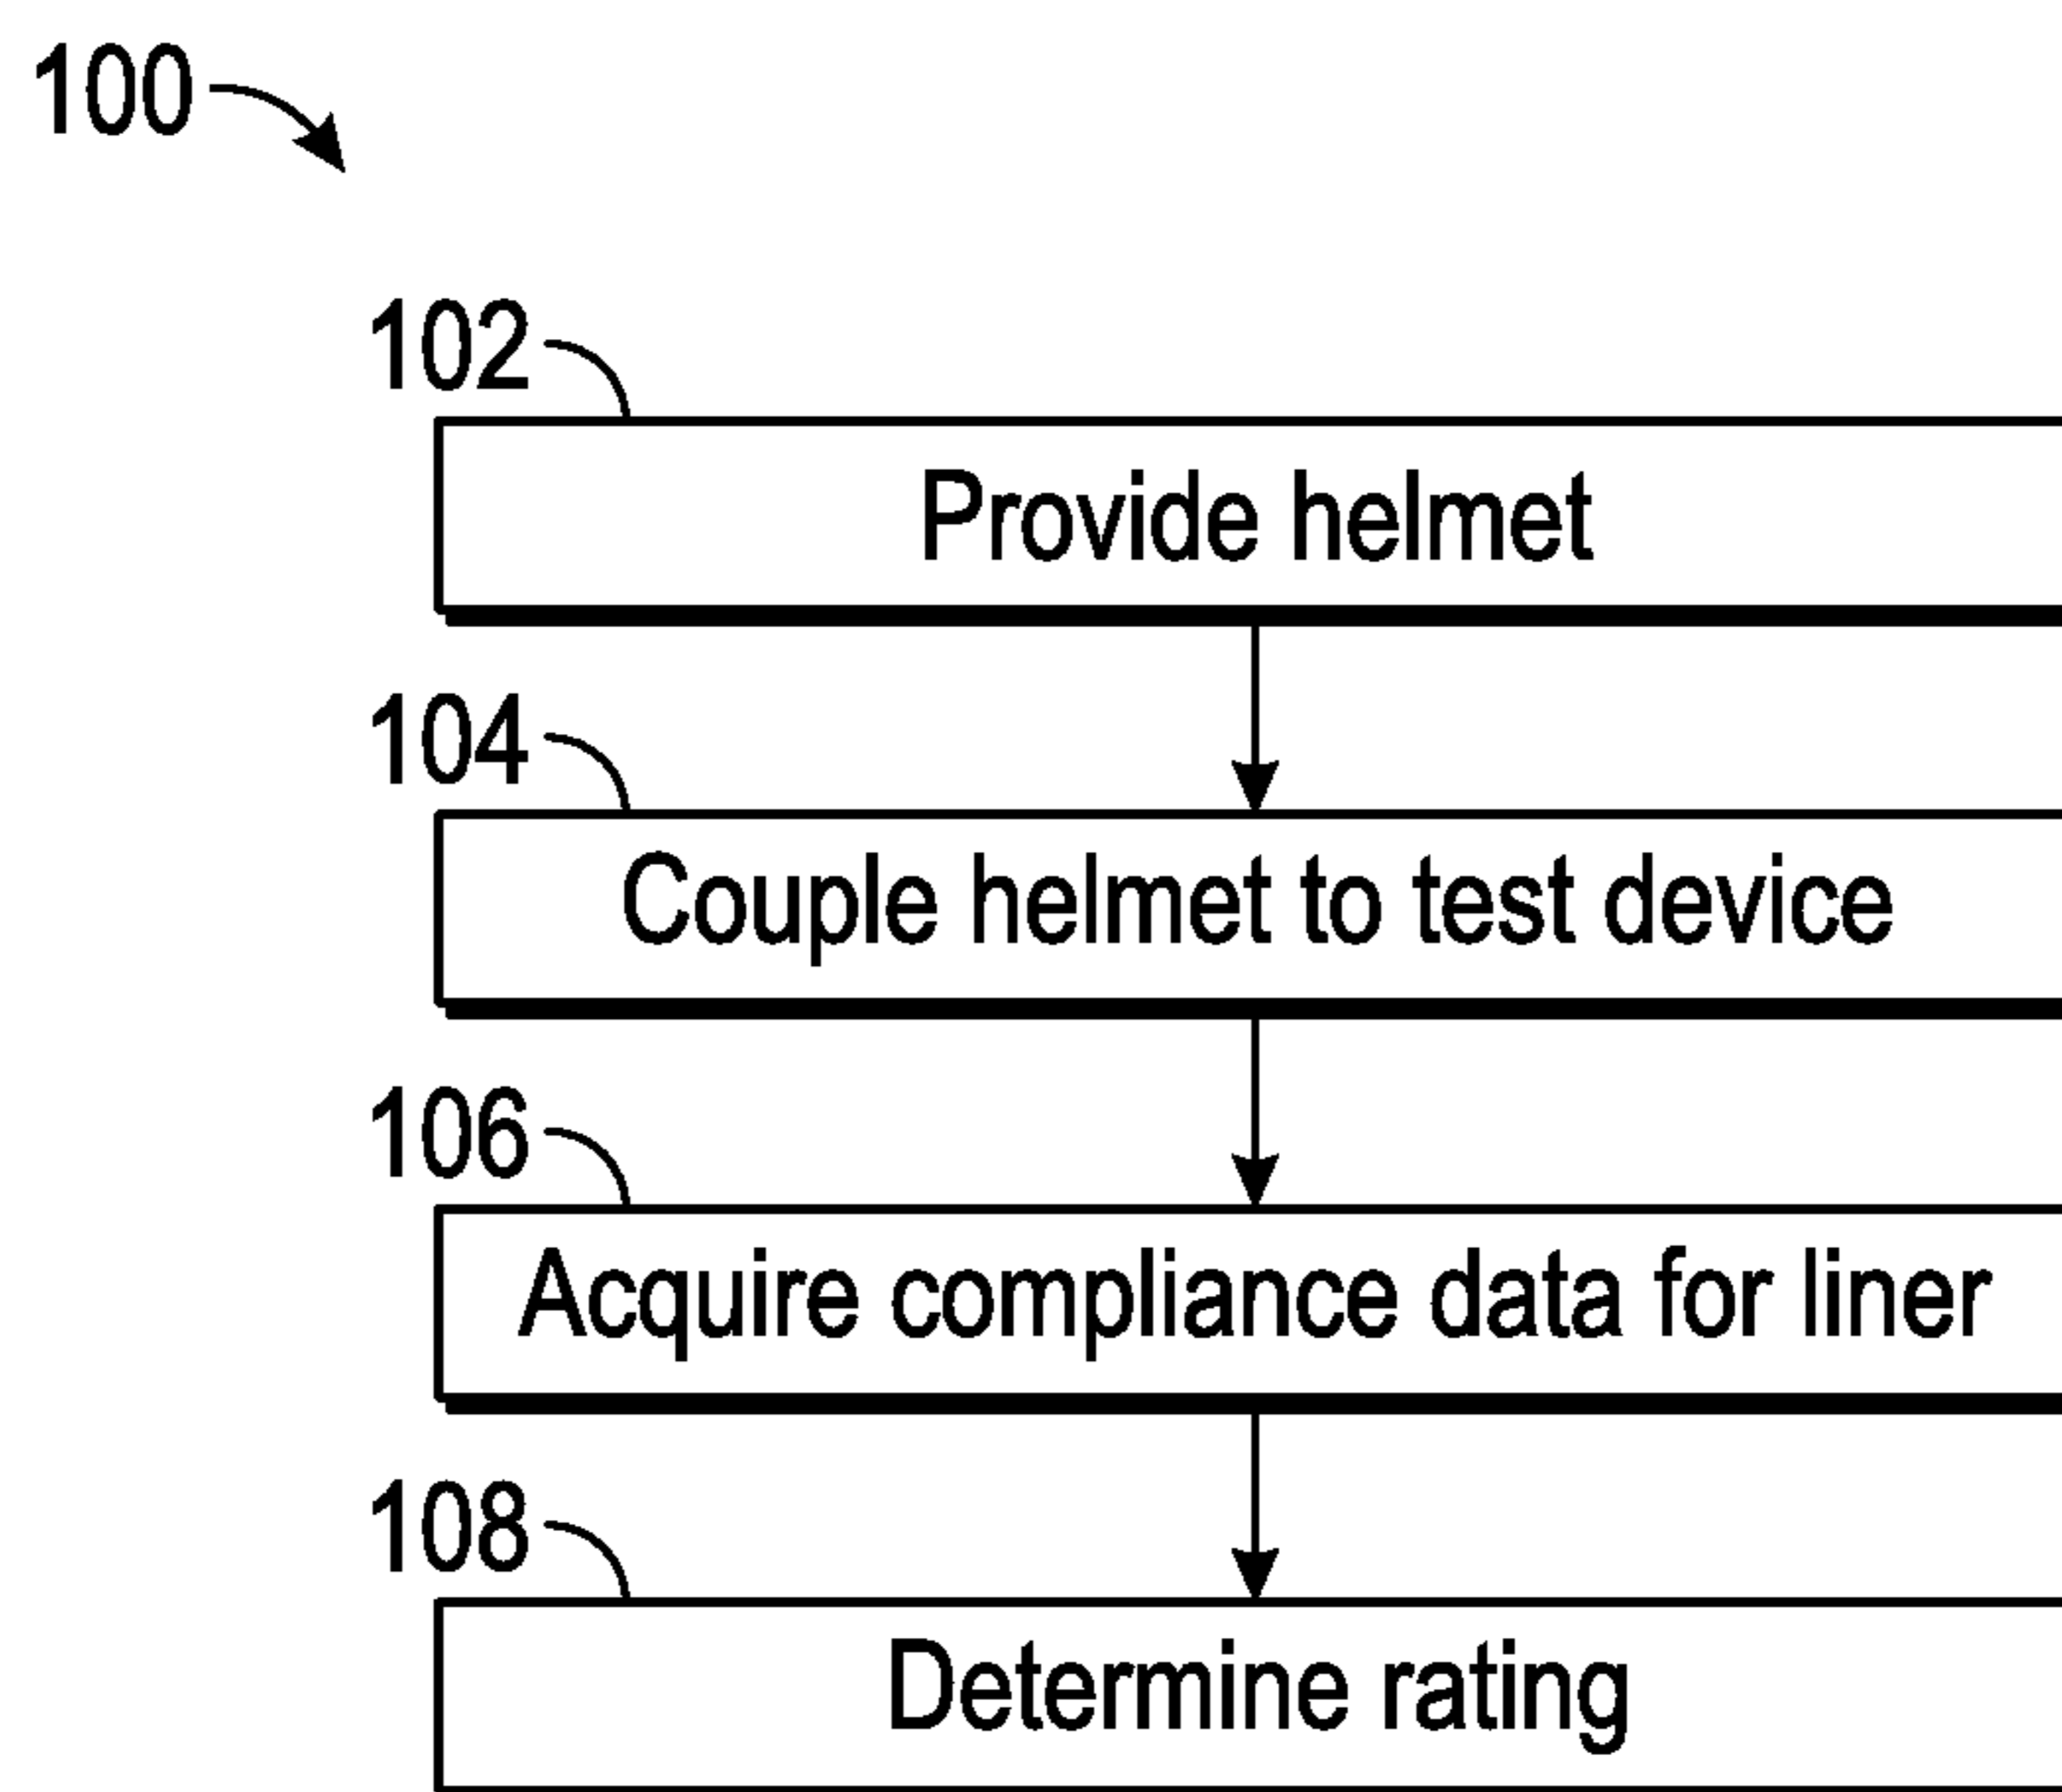 100
102
Provide helmet
104
Couple helmet to test device
106
Acquire compliance data for liner
108
Determine rating